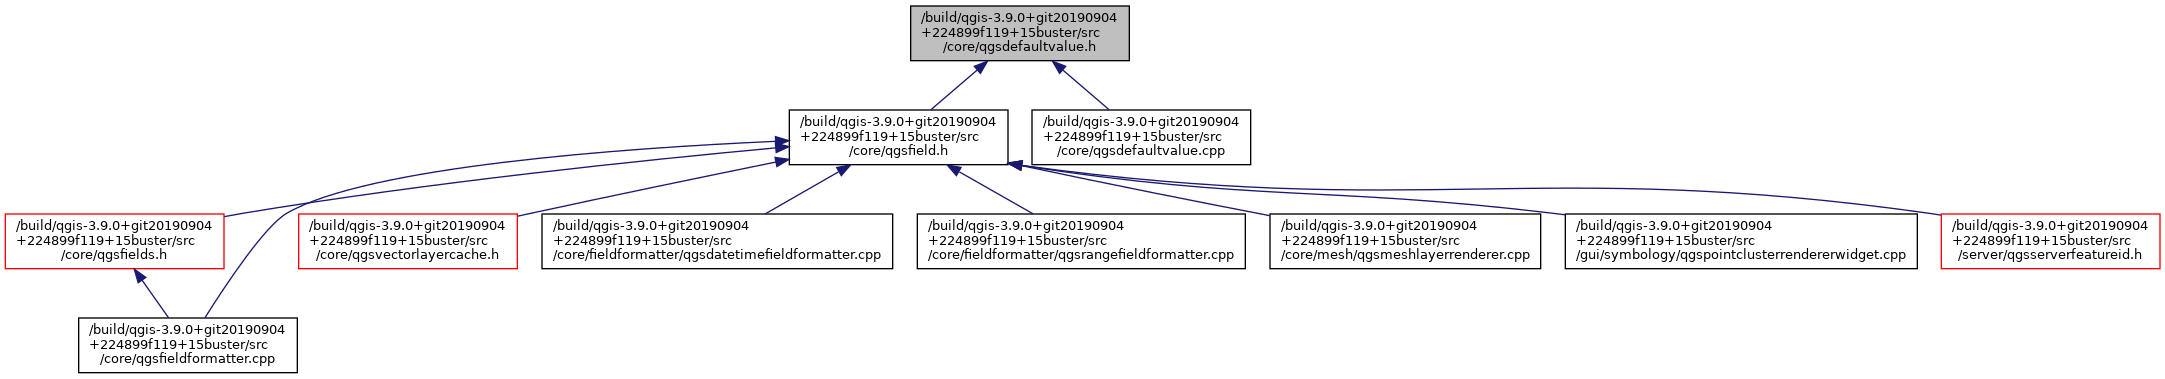 /build/qgis-3.9.0+git20190904
+224899f119+15buster/src
/core/qgsdefaultvalue.h
/build/qgis-3.9.0+git20190904
+224899f119+15buster/src
/core/qgsfield.h
/build/qgis-3.9.0+git20190904
+224899f119+15buster/src
/core/qgsdefaultvalue.cpp
/build/qgis-3.9.0+git20190904
+224899f119+15buster/src
/core/qgsfields.h
/build/qgis-3.9.0+git20190904
+224899f119+15buster/src
/core/qgsvectorlayercache.h
/build/qgis-3.9.0+git20190904
+224899f119+15buster/src
/core/fieldformatter/qgsdatetimefieldformatter.cpp
/build/qgis-3.9.0+git20190904
+224899f119+15buster/src
/core/fieldformatter/qgsrangefieldformatter.cpp
/build/qgis-3.9.0+git20190904
+224899f119+15buster/src
/core/mesh/qgsmeshlayerrenderer.cpp
/build/qgis-3.9.0+git20190904
+224899f119+15buster/src
/gui/symbology/qgspointclusterrendererwidget.cpp
/build/qgis-3.9.0+git20190904
+224899f119+15buster/src
/server/qgsserverfeatureid.h
/build/qgis-3.9.0+git20190904
+224899f119+15buster/src
/core/qgsfieldformatter.cpp